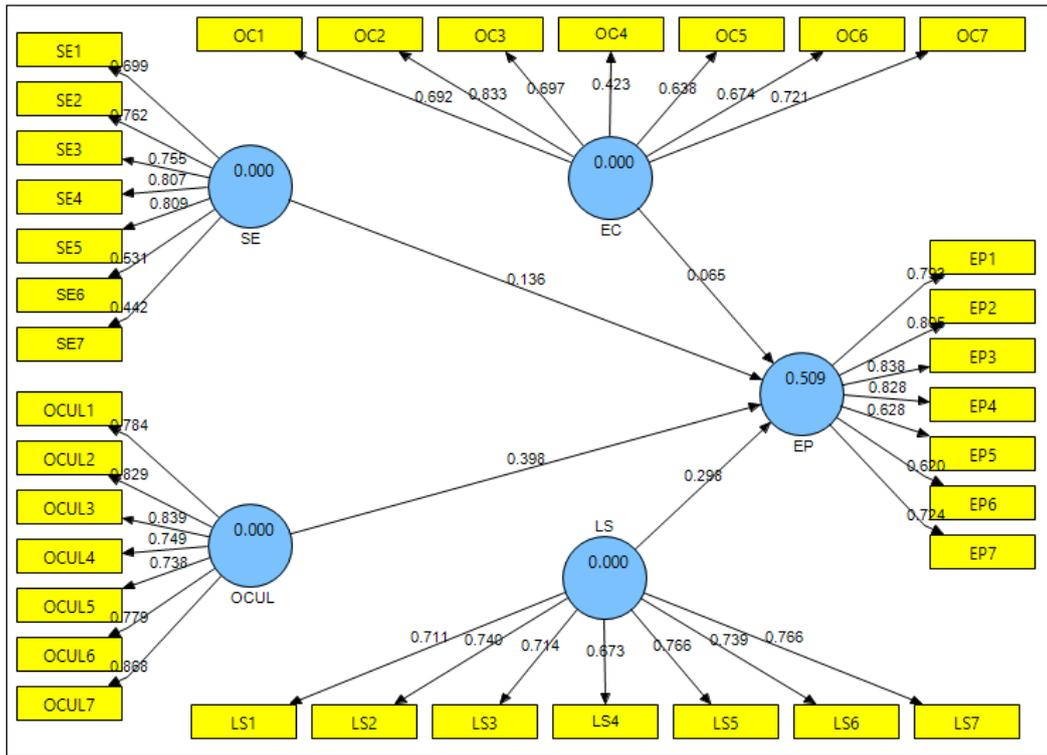 OC1 OC2 OC3 OC4 OC5 OC6 OC7
0.692 0.833 0.697 0.423 0.638 0.674 0.721
0.000
EC
SE1
0.699
SE2
0.762
SE3
0.755
SE4
0.807
SE5
0.809
SE6
0.531
SE7
0.442
0.000
SE
0.136
0.065
OCUL1
0.784
OCUL2
0.829
OCUL3
0.839
OCUL4
0.749
OCUL5
0.738
OCUL6
0.779
OCUL7
0.868
0.000
OCUL
0.398
0.298
0.509
EP
EP1
0.793
EP2
0.805
EP3
0.838
EP4
0.828
EP5
0.628
EP6
0.620
EP7
0.724
LS
0.000
0.711 0.740 0.714 0.673 0.766 0.739 0.766
LS1 LS2 LS3 LS4 LS5 LS6 LS7